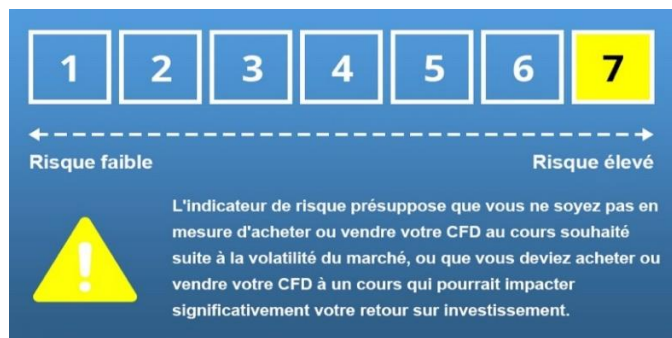 1 2 3 4 5 6 7
Risque faible Risque élevé
L'indicateur de risque présuppose que vous ne soyez pas en
mesure d'acheter ou vendre votre CFD au cours souhaité
suite à la volatilité du marché, ou que vous deviez acheter ou
vendre votre CFD à un cours qui pourrait impacter
significativement votre retour sur investissement.